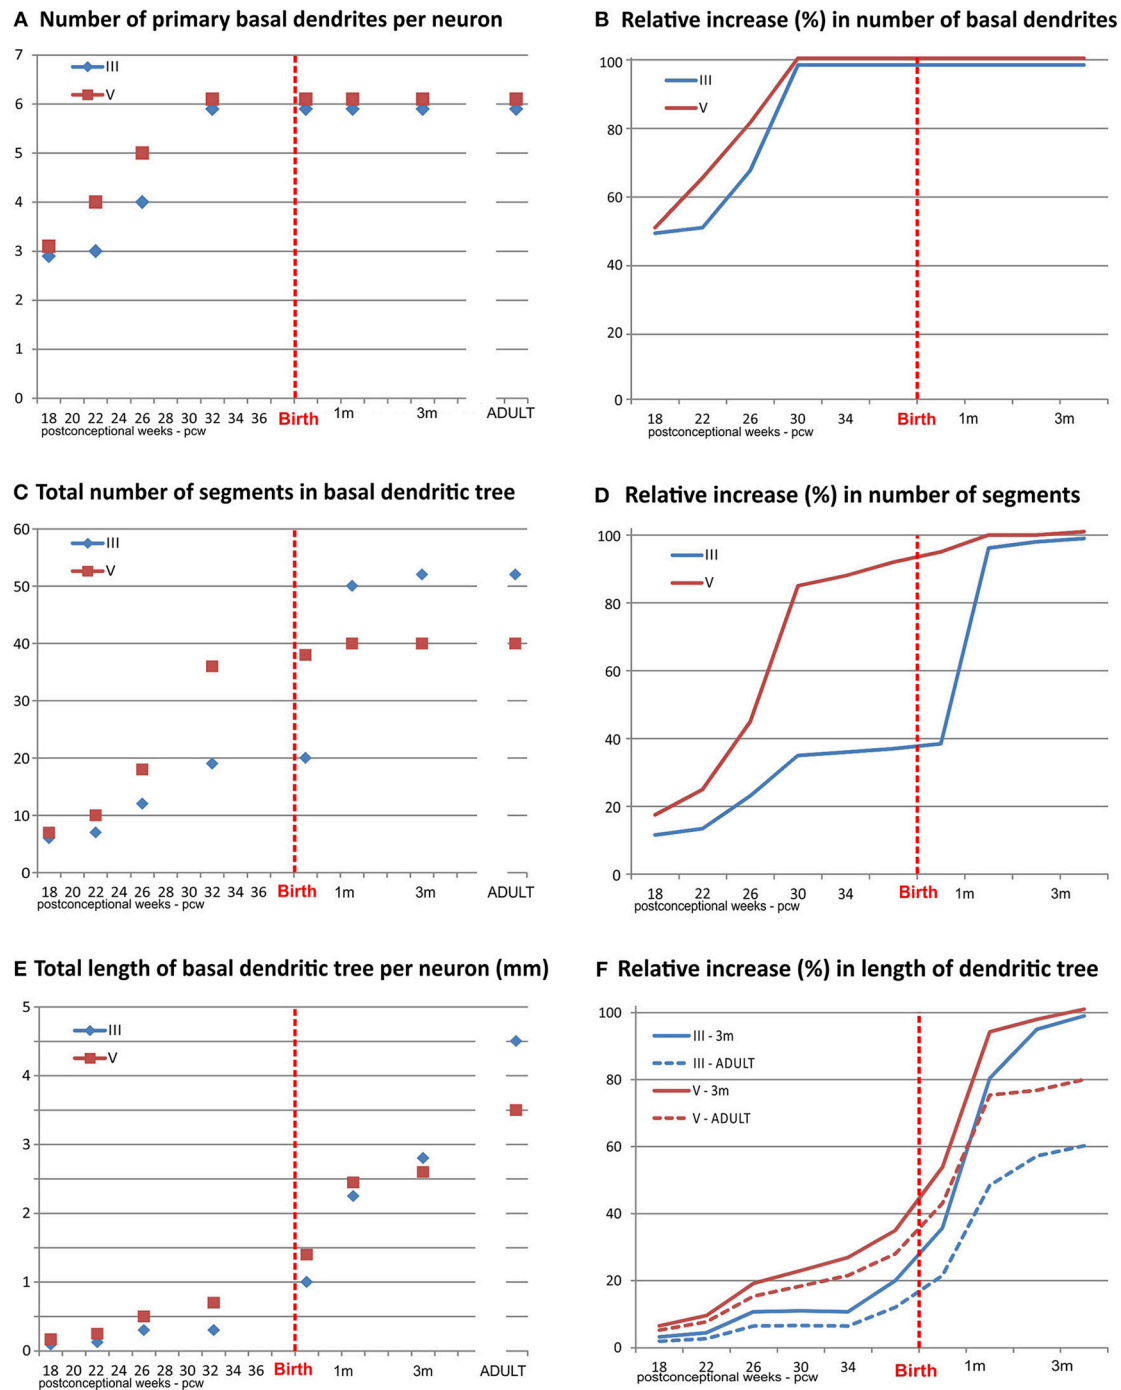 A Number of primary basal dendrites per neuron
7
6
5
4
3
2
1
0
III
V
18 20 22 24 26 28 30 32 34 36 Birth 1m 3m ADULT
postconceptional weeks - pcw
B Relative increase (%) in number of basal dendrites
100
80
60
40
20
0
III
V
18 22 26 30 34 Birth 1m 3m
postconceptional weeks - pcw
C Total number of segments in basal dendritic tree
60
50
40
30
20
10
0
III
V
18 20 22 24 26 28 30 32 34 36 Birth 1m 3m ADULT
postconceptional weeks - pcw
D Relative increase (%) in number of segments
100
80
60
40
20
0
III
V
18 22 26 30 34 Birth 1m 3m
postconceptional weeks - pcw
E Total length of basal dendritic tree per neuron (mm)
5
4
3
2
1
0
III
V
18 20 22 24 26 28 30 32 34 36 Birth 1m 3m ADULT
postconceptional weeks - pcw
F Relative increase (%) in length of dendritic tree
100
80
60
40
20
0
III - 3m
III - ADULT
V - 3m
V - ADULT
18 22 26 30 34 Birth 1m 3m
postconceptional weeks - pcw